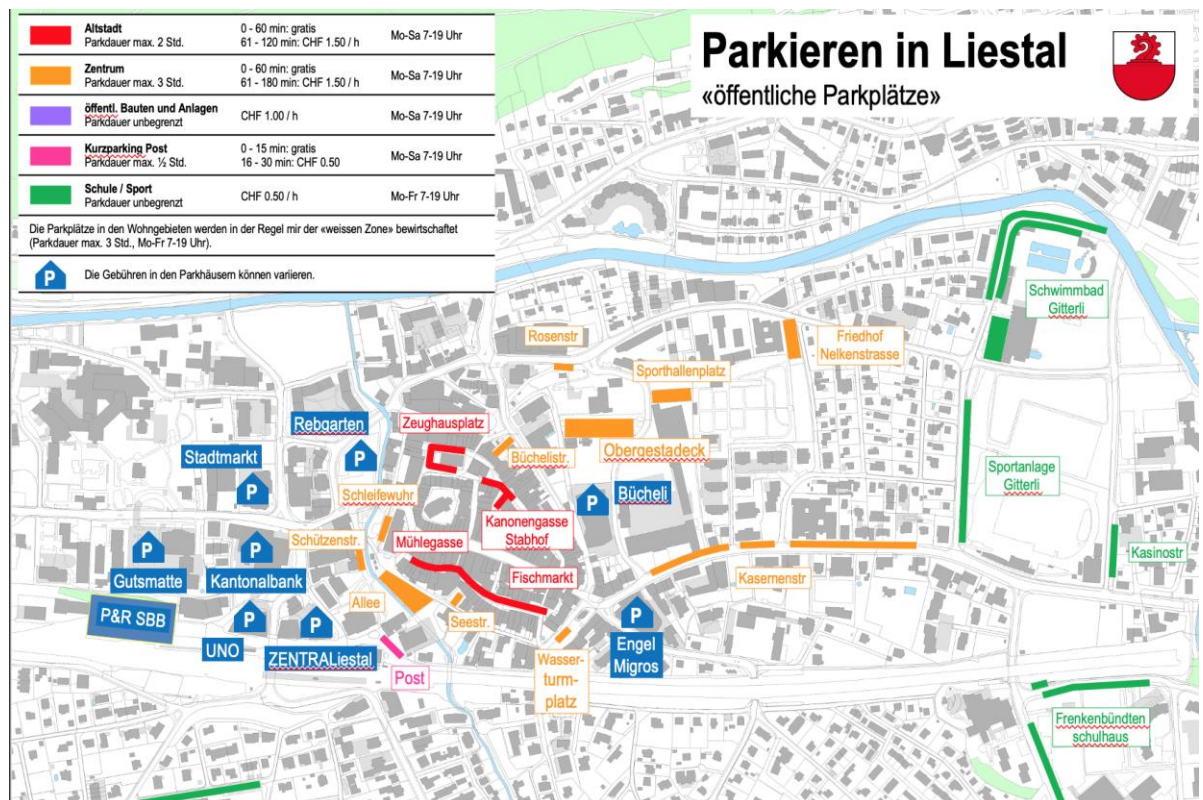 Parkieren in Liestal
«öffentliche Parkplätze»
Altstadt
Parkdauer max. 2 Std.
0 - 60 min: gratis
61 - 120 min: CHF 1.50 / h
Mo-Sa 7-19 Uhr
Zentrum
Parkdauer max. 3 Std.
0 - 60 min: gratis
61 - 180 min: CHF 1.50 / h
Mo-Sa 7-19 Uhr
öffentl. Bauten und Anlagen
Parkdauer unbegrenzt
CHF 1.00 / h
Mo-Sa 7-19 Uhr
Kurzparking Post
Parkdauer max. ½ Std.
0 - 15 min: gratis
16 - 30 min: CHF 0.50
Mo-Sa 7-19 Uhr
Schule / Sport
Parkdauer unbegrenzt
CHF 0.50 / h
Mo-Fr 7-19 Uhr
Die Parkplätze in den Wohngebieten werden in der Regel mir der «weissen Zone» bewirtschaftet
(Parkdauer max. 3 Std., Mo-Fr 7-19 Uhr).
P
Die Gebühren in den Parkhäusern können variieren.
Schwimmbad
Gitterli
Rosenstr
Friedhof
Nelkenstrasse
Sporthallenplatz
Rebgarten
P
Zeughausplatz
Büchelistr.
Obergestadeck
Stadtmarkt
P
Schleifewuhr
P
Bücheli
Sportanlage
Gitterli
Kanonengasse
Stabhof
Schützenstr.
Mühlegasse
P
Gutsmatte
P
Kantonalbank
Fischmarkt
Kasernenstr
Kasinostr
P&R SBB
P
UNO
P
ZENTRALiestal
Allee
Seestr.
P
Engel
Migros
Post
Wasser-
turm-
platz
Frenkenbündten
schulhaus